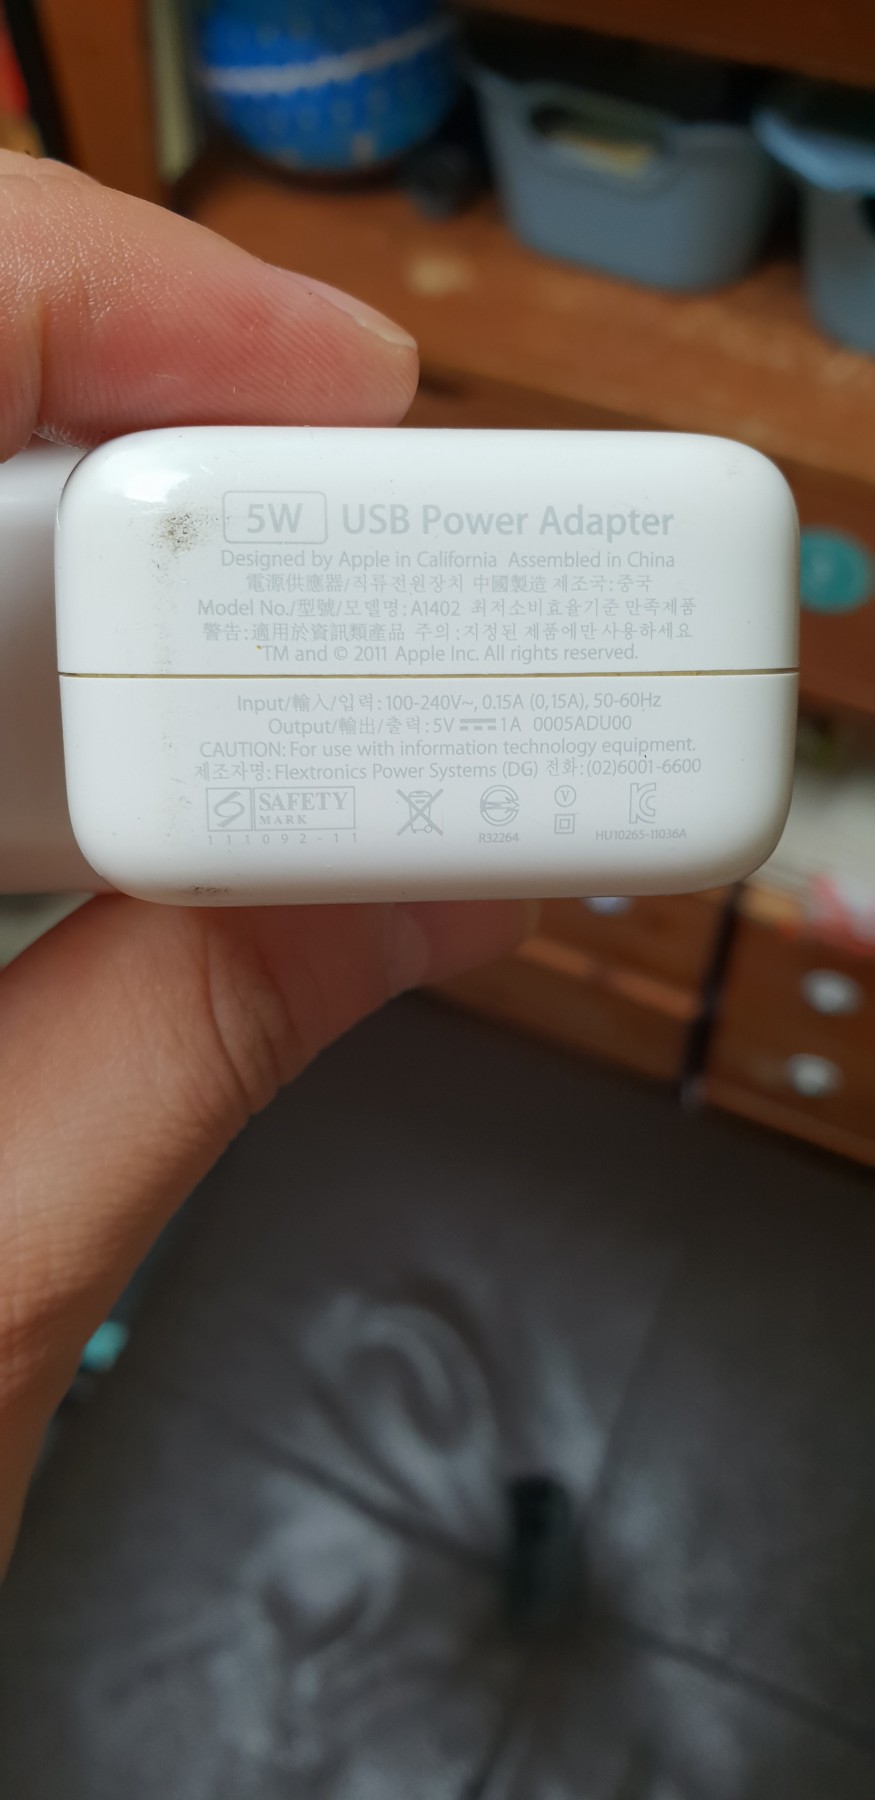 5W USB Power Adapter
Designed by Apple in California Assembled in China
電源供應器/직류전원장치 中國製造 제조국:중국
Model No./型號/모델명:A1402 최저소비효율기준 만족제품
警告:適用於資訊類產品 주의:지정된 제품에만 사용하세요
TM and © 2011 Apple Inc. All rights reserved.
Input/輸入/입력:100-240V~, 0.15A (0,15A), 50-60Hz
Output/輸出/출력:5V⎓1A 0005ADU00
CAUTION: For use with information technology equipment.
제조자명:Flextronics Power Systems (DG) 전화:(02)6001-6600
SAFETY
MARK
V
111092-11
R32264
HU10265-11036A